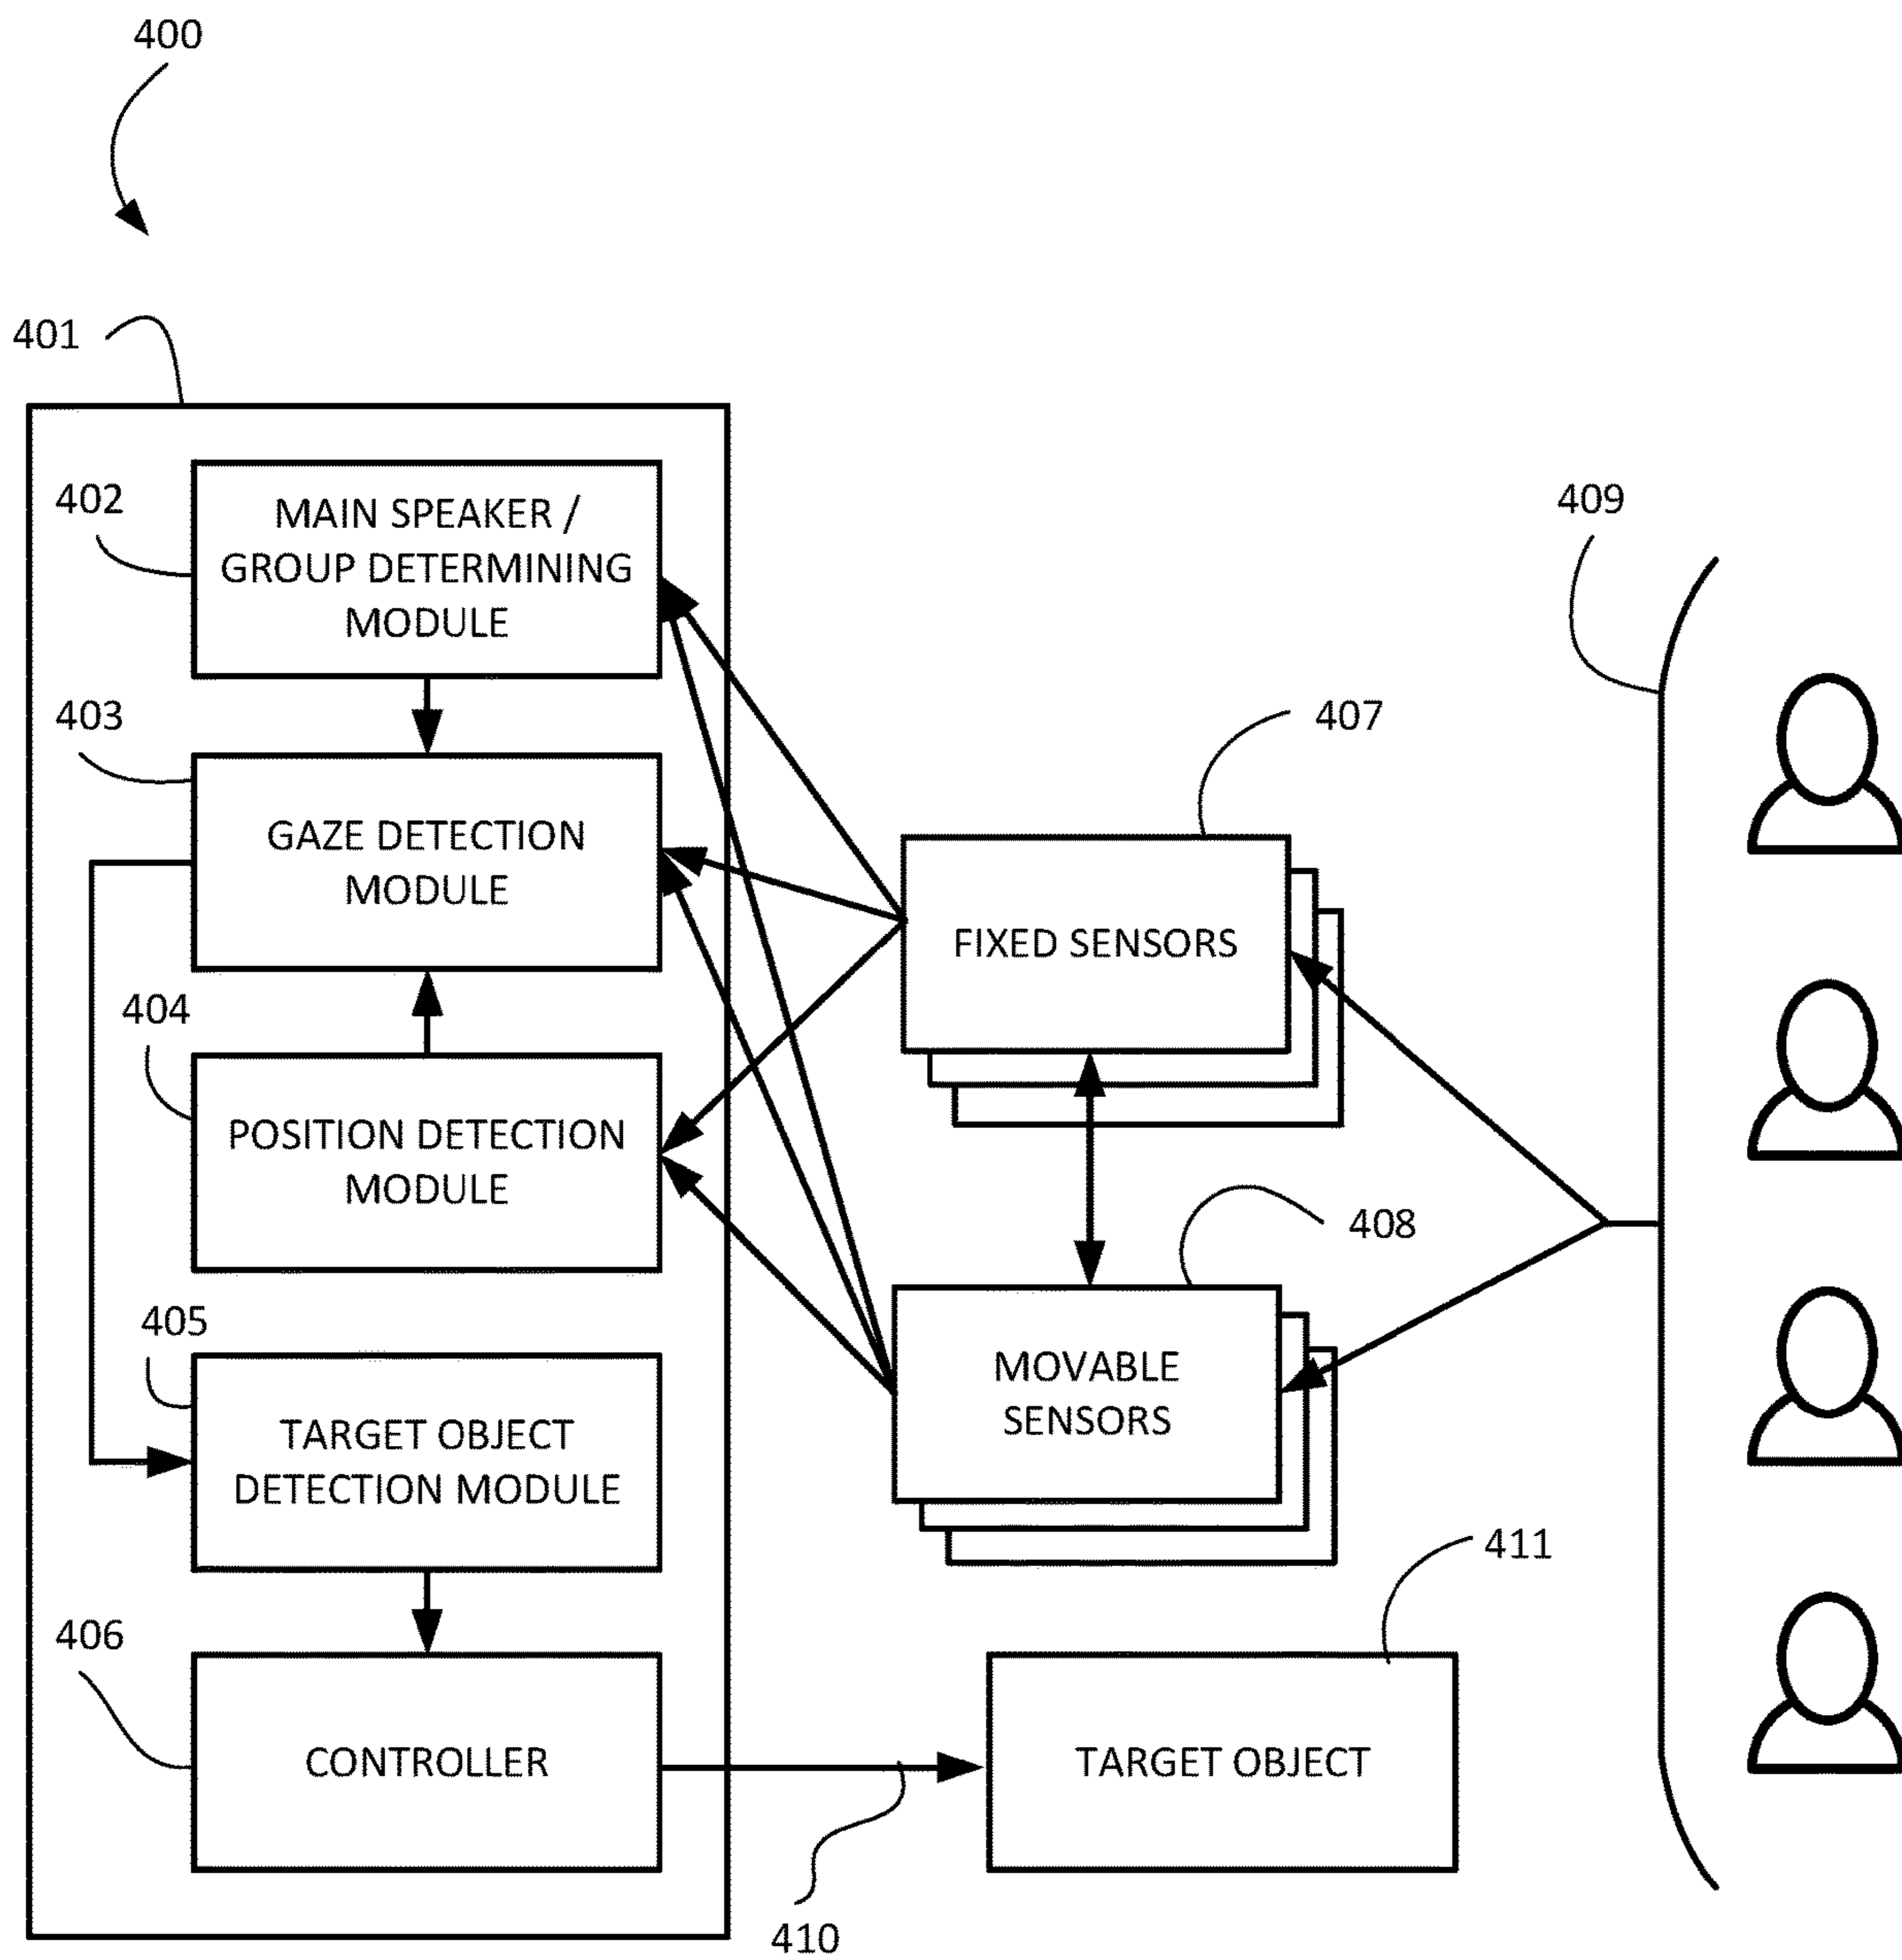 400
401
402
MAIN SPEAKER /
GROUP DETERMINING
MODULE
403
GAZE DETECTION
MODULE
404
POSITION DETECTION
MODULE
405
TARGET OBJECT
DETECTION MODULE
406
CONTROLLER
407
FIXED SENSORS
408
MOVABLE
SENSORS
409
410
411
TARGET OBJECT